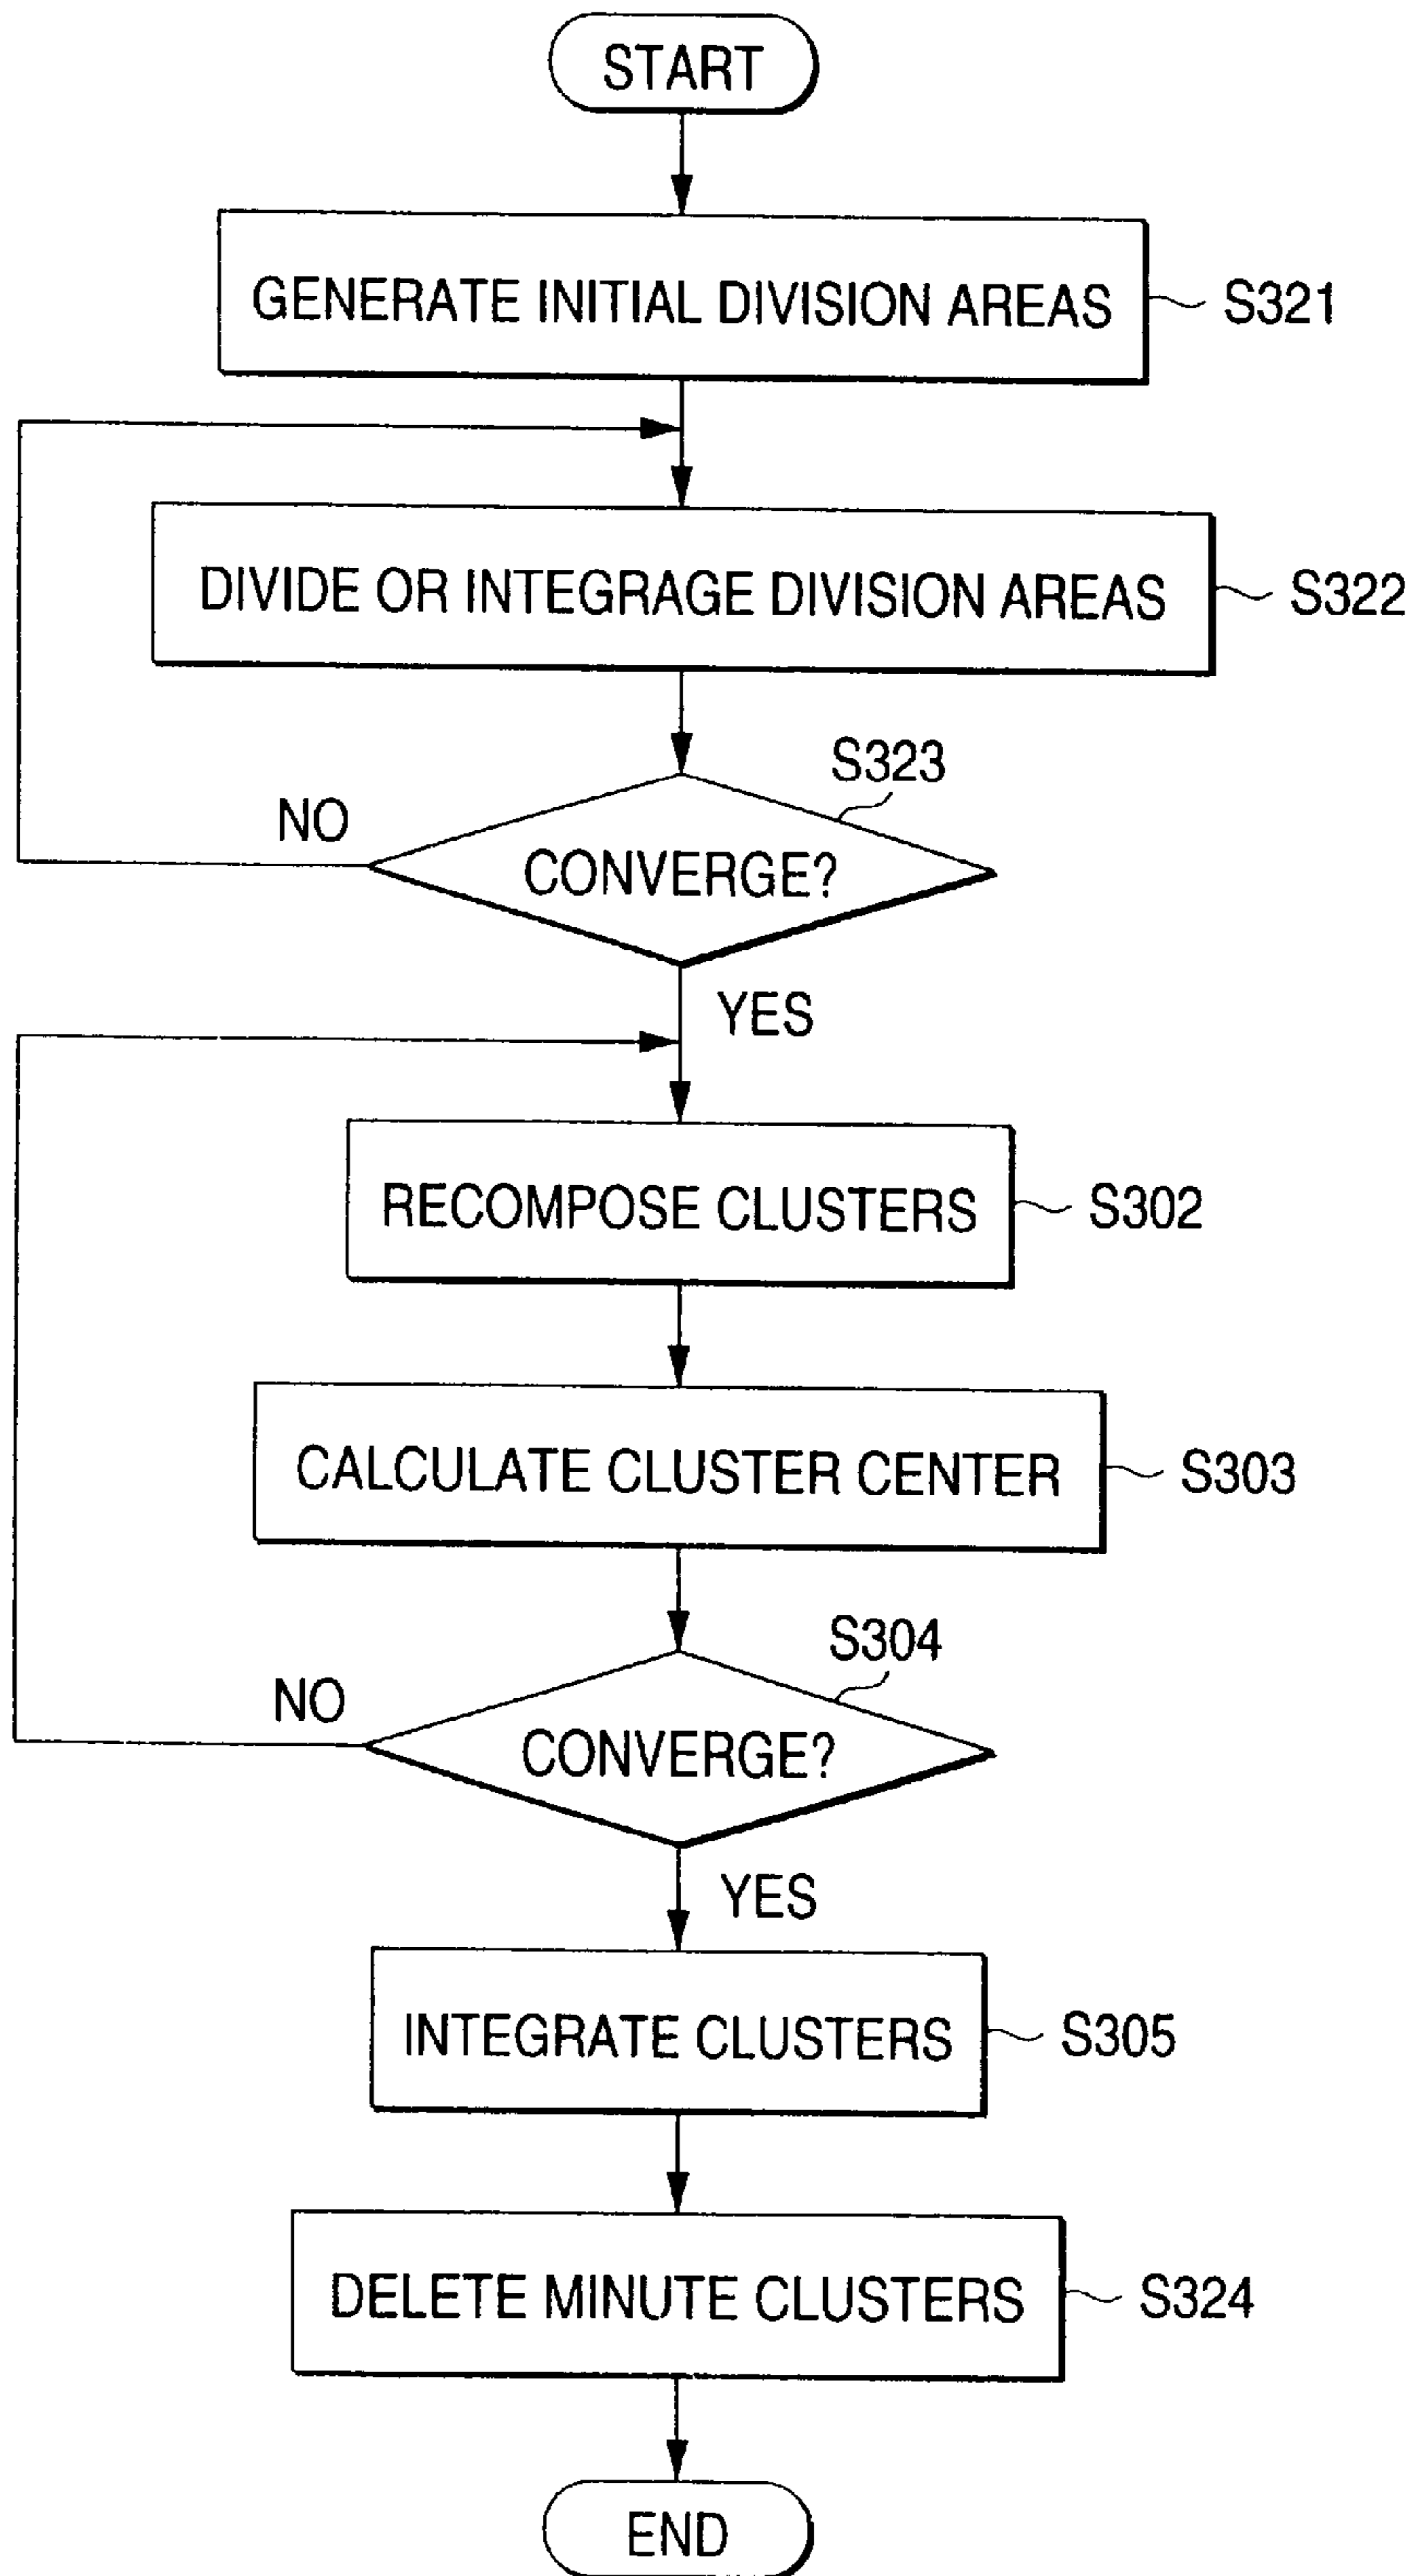 START
GENERATE INITIAL DIVISION AREAS
S321
DIVIDE OR INTEGRAGE DIVISION AREAS
S322
S323
NO
CONVERGE?
YES
RECOMPOSE CLUSTERS
S302
CALCULATE CLUSTER CENTER
S303
S304
NO
CONVERGE?
YES
INTEGRATE CLUSTERS
S305
DELETE MINUTE CLUSTERS
S324
END